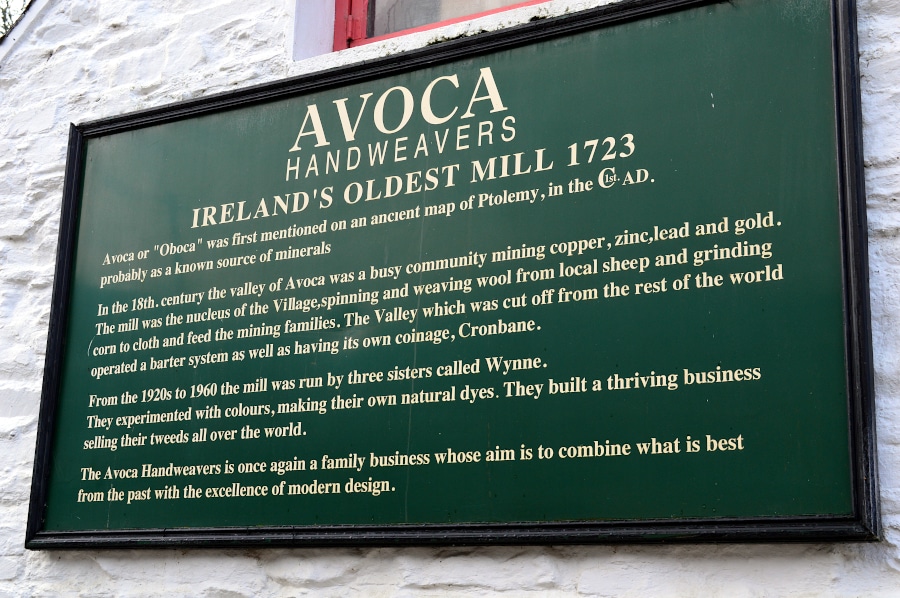 AVOCA
HANDWEAVERS
IRELAND'S OLDEST MILL 1723
Avoca or "Oboca" was first mentioned on an ancient map of Ptolemy, in the C1st. AD.
probably as a known source of minerals
In the 18th. century the valley of Avoca was a busy community mining copper, zinc,lead and gold.
The mill was the nucleus of the Village,spinning and weaving wool from local sheep and grinding
corn to cloth and feed the mining families. The Valley which was cut off from the rest of the world
operated a barter system as well as having its own coinage, Cronbane.
From the 1920s to 1960 the mill was run by three sisters called Wynne.
They experimented with colours, making their own natural dyes. They built a thriving business
selling their tweeds all over the world.
The Avoca Handweavers is once again a family business whose aim is to combine what is best
from the past with the excellence of modern design.